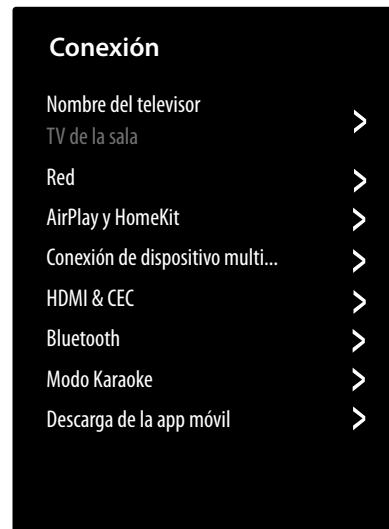 Conexión
Nombre del televisor
TV de la sala
Red
AirPlay y HomeKit
Conexión de dispositivo multi...
HDMI & CEC
Bluetooth
Modo Karaoke
Descarga de la app móvil